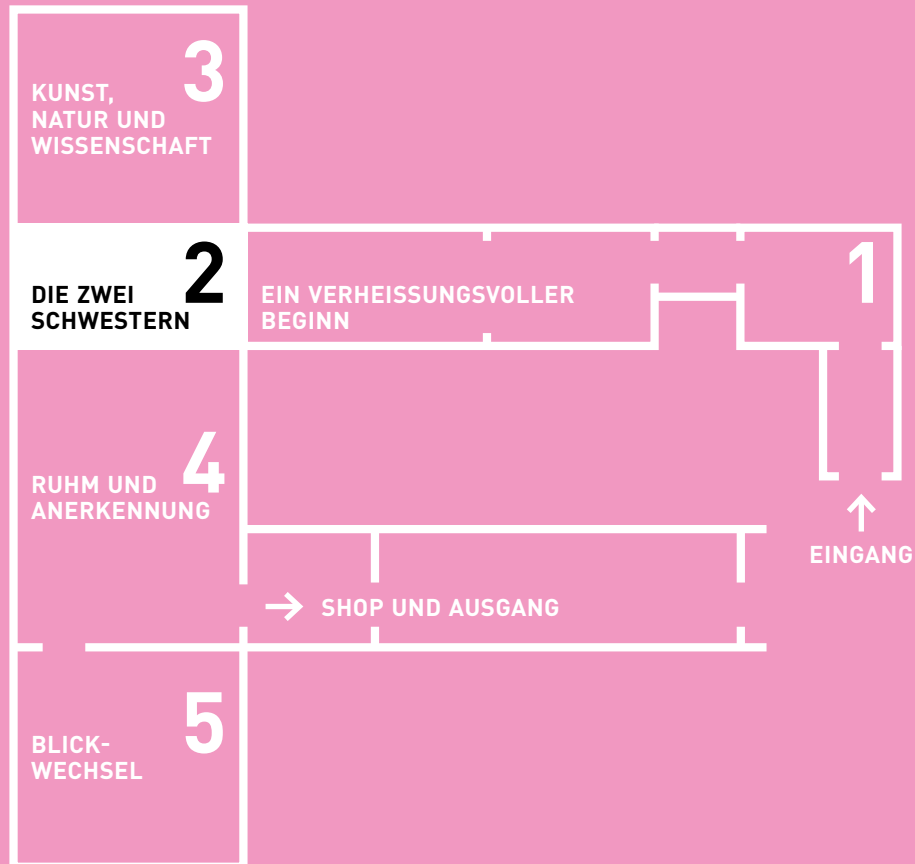 3
KUNST,
NATUR UND
WISSENSCHAFT
2
DIE ZWEI
SCHWESTERN
1
EIN VERHEISSUNGSVOLLER
BEGINN
4
RUHM UND
ANERKENNUNG
EINGANG
SHOP UND AUSGANG
5
BLICK-
WECHSEL